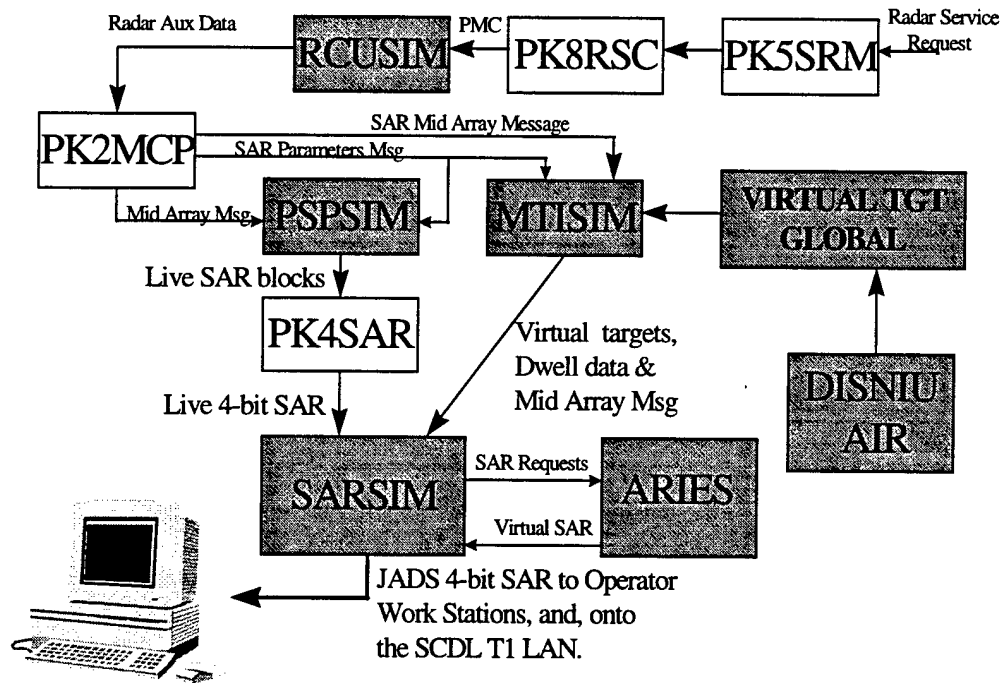 Radar Aux Data
PMC
Radar Service
Request
RCUSIM
PK8RSC
PK5SRM
SAR Mid Array Message
PK2MCP
SAR Parameters Msg
Mid Array Msg
PSPSIM
MTISIM
VIRTUAL TGT
GLOBAL
Live SAR blocks
PK4SAR
Virtual targets,
Dwell data &
Mid Array Msg
DISNIU
AIR
Live 4-bit SAR
SARSIM
SAR Requests
ARIES
Virtual SAR
JADS 4-bit SAR to Operator
Work Stations, and, onto
the SCDL T1 LAN.